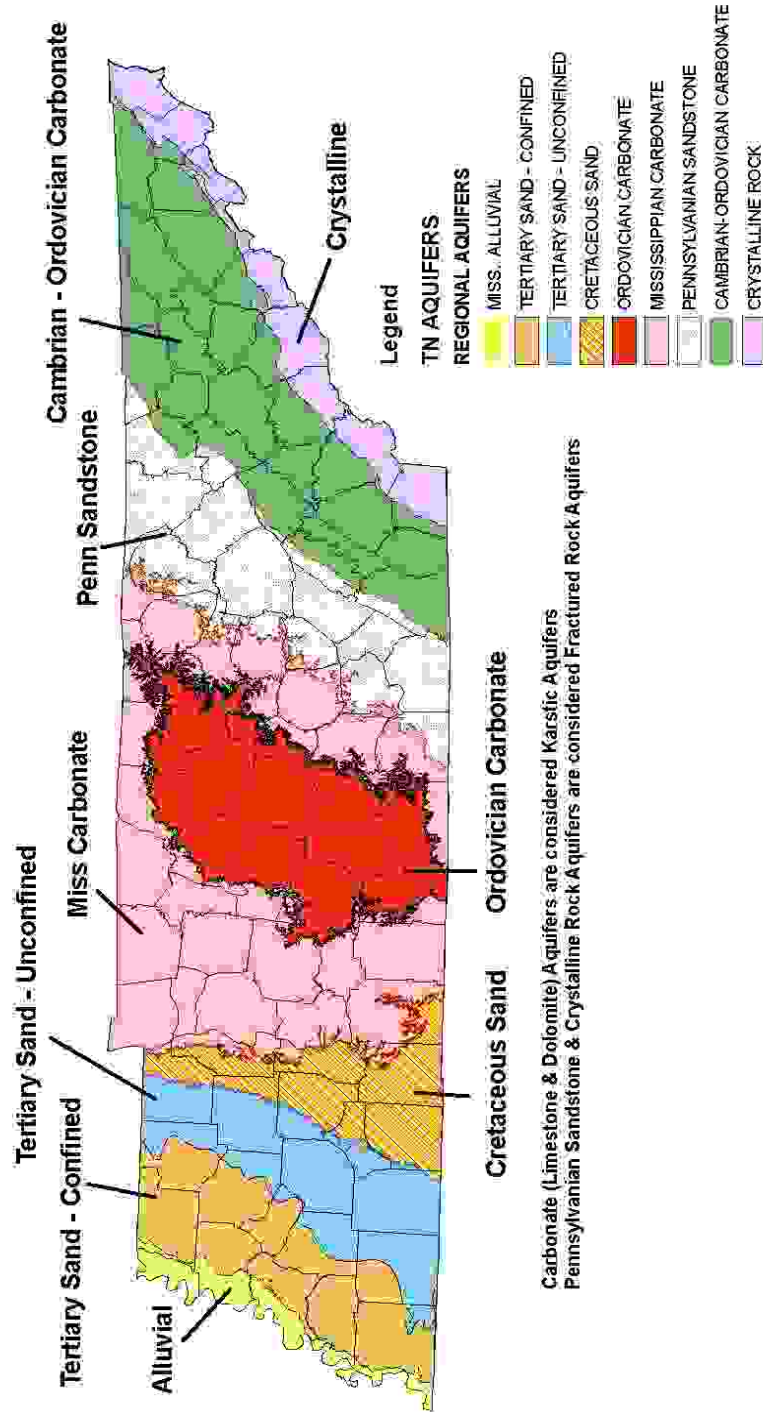 Tertiary Sand - Unconfined
Tertiary Sand - Confined
Miss Carbonate
Penn Sandstone
Cambrian - Ordovician Carbonate
Alluvial
Cretaceous Sand
Ordovician Carbonate
Crystalline
Carbonate (Limestone & Dolomite) Aquifers are considered Karstic Aquifers
Pennsylvanian Sandstone & Crystalline Rock Aquifers are considered Fractured Rock Aquifers
Legend
TN AQUIFERS
REGIONAL AQUIFERS
MISS. ALLUVIAL
TERTIARY SAND - CONFINED
TERTIARY SAND - UNCONFINED
CRETACEOUS SAND
ORDOVICIAN CARBONATE
MISSISSIPPIAN CARBONATE
PENNSYLVANIAN SANDSTONE
CAMBRIAN-ORDOVICIAN CARBONATE
CRYSTALLINE ROCK